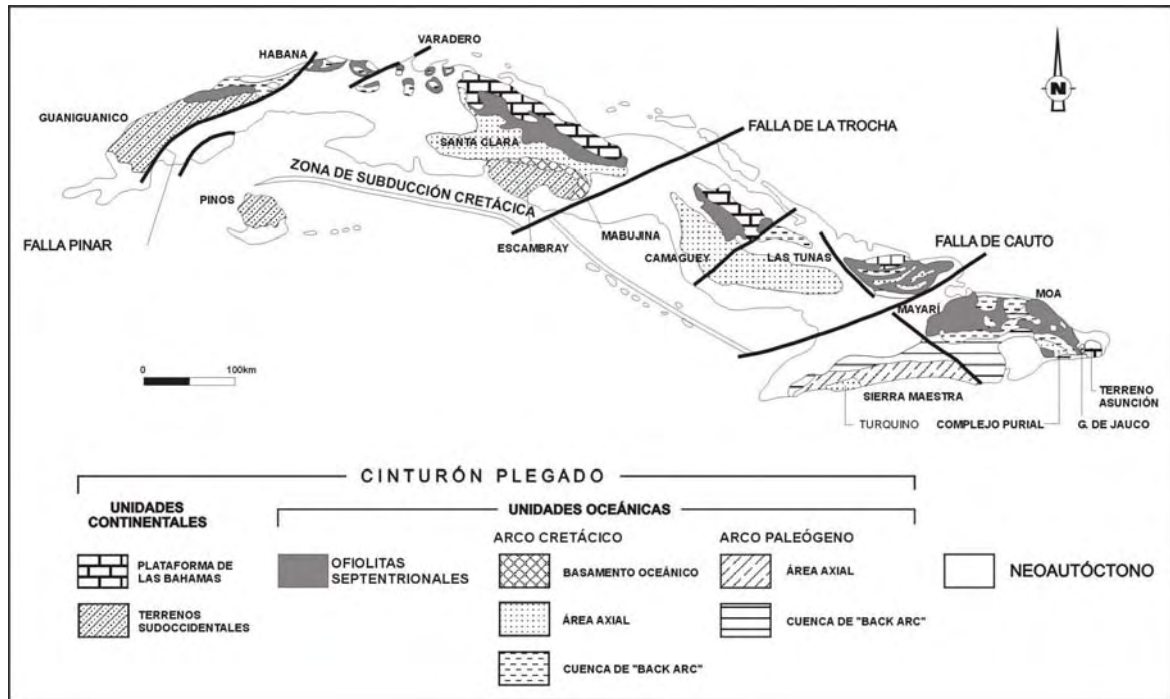 VARADERO
HABANA
N
GUANIGUANICO
FALLA DE LA TROCHA
SANTA CLARA
ZONA DE SUBDUCCIÓN CRETÁCICA
PINOS
MABUJINA
FALLA PINAR
ESCAMBRAY
CAMAGUEY
LAS TUNAS
FALLA DE CAUTO
MOA
MAYARÍ
0 100km
TERRENO
ASUNCIÓN
SIERRA MAESTRA
TURQUINO
COMPLEJO PURIAL
G. DE JAUCO
CINTURÓN PLEGADO
UNIDADES
CONTINENTALES
UNIDADES OCEÁNICAS
ARCO CRETÁCICO
ARCO PALEÓGENO
PLATAFORMA DE
LAS BAHAMAS
OFIOLITAS
SEPTENTRIONALES
BASAMENTO OCEÁNICO
ÁREA AXIAL
NEOAUTÓCTONO
TERRENOS
SUDOCCIDENTALES
ÁREA AXIAL
CUENCA DE "BACK ARC"
CUENCA DE "BACK ARC"